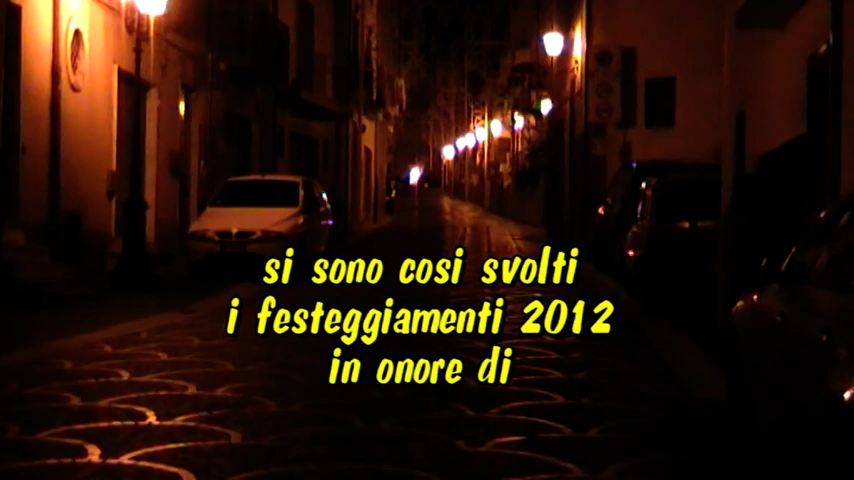 si sono cosi svolti
i festeggiamenti 2012
in onore di